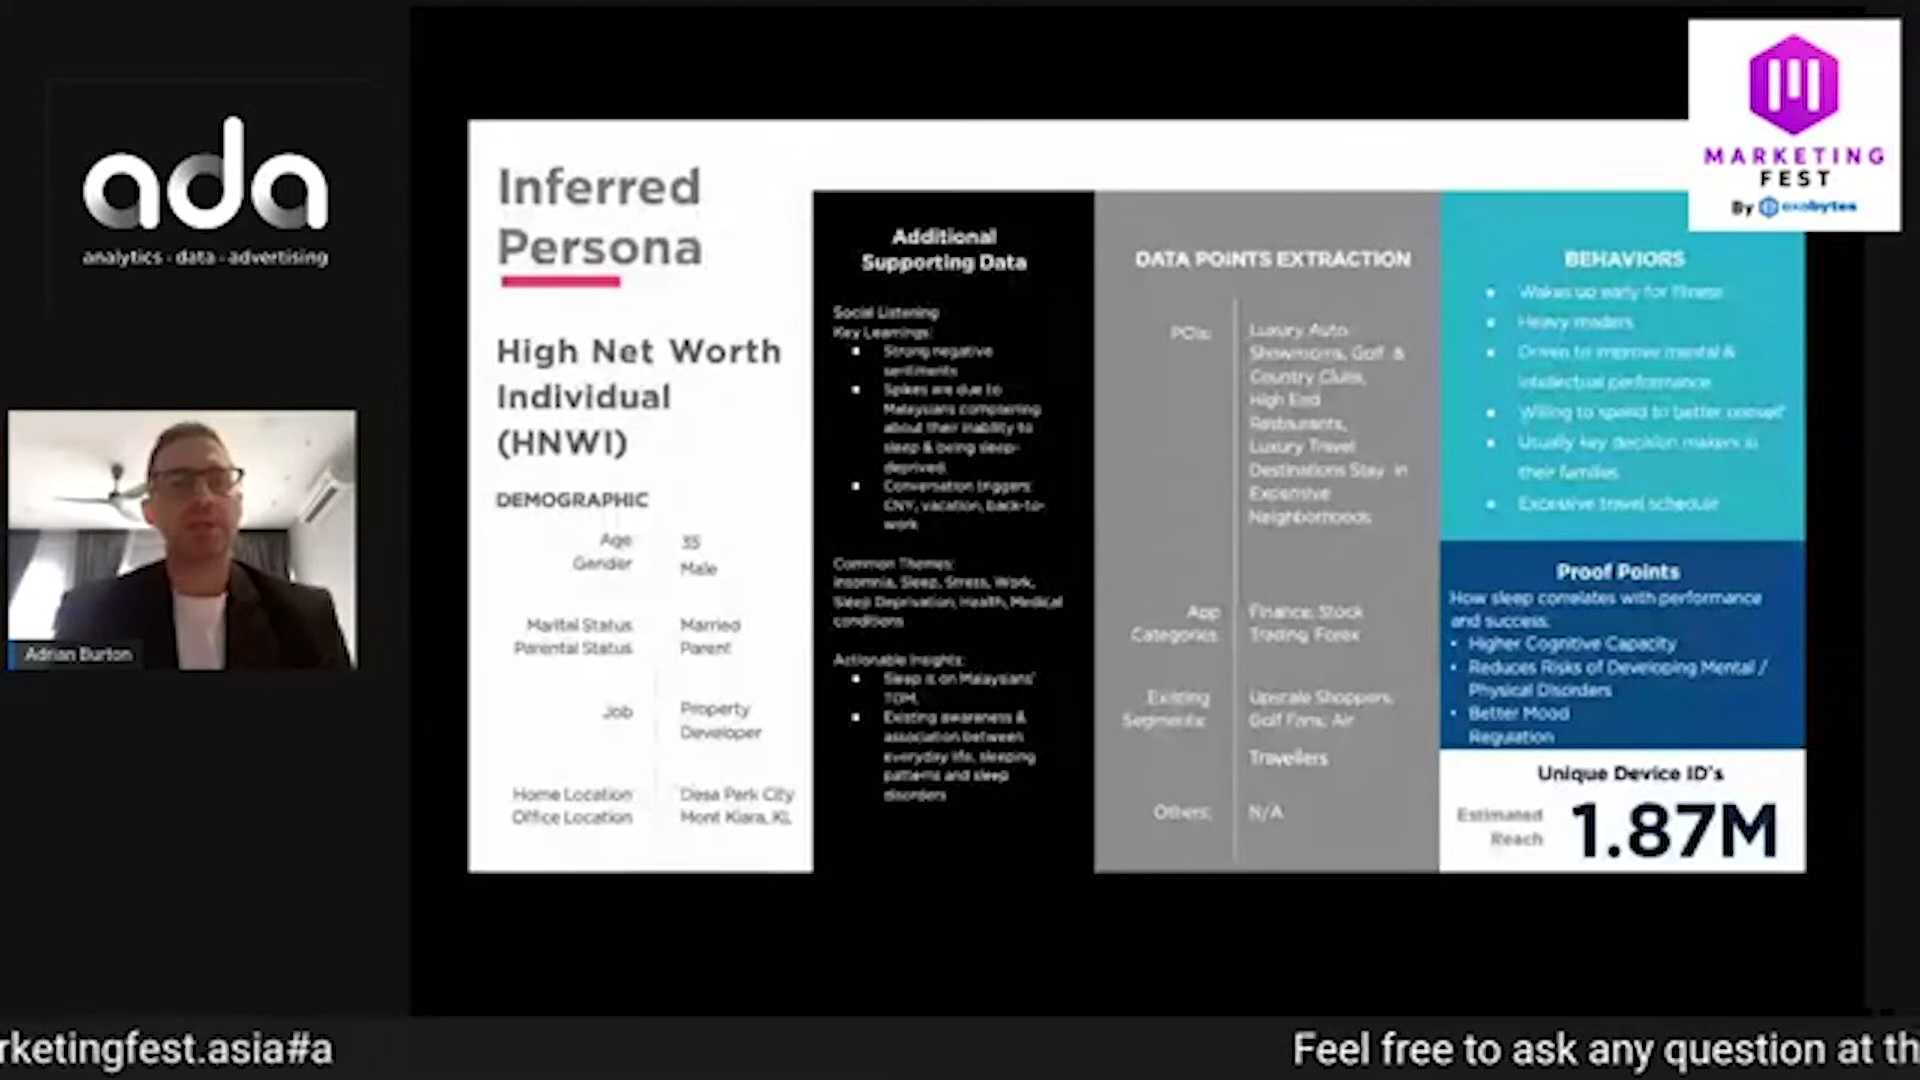 ada
analytics · data · advertising
Adrian Burton
MARKETING
FEST
By exabytes
Inferred
Persona
High Net Worth
Individual
(HNWI)
DEMOGRAPHIC
Age 35
Gender Male
Marital Status Married
Parental Status Parent
Job Property
Developer
Home Location Desa Park City
Office Location Mont Kiara, KL
Additional
Supporting Data
Social Listening
Key Learnings:
• Strong negative
sentiments
• Spikes are due to
Malaysians complaining
about their inability to
sleep & being sleep-
deprived.
• Conversation triggers:
CNY, vacation, back-to-
work
Common Themes:
Insomnia, Sleep, Stress, Work,
Sleep Deprivation, Health, Medical
conditions
Actionable Insights:
• Sleep is on Malaysians'
TOM.
• Existing awareness &
association between
everyday life, sleeping
patterns and sleep
disorders
DATA POINTS EXTRACTION
POIs: Luxury Auto
Showrooms, Golf &
Country Clubs,
High End
Restaurants,
Luxury Travel
Destinations Stay in
Expensive
Neighborhoods
App Finance, Stock
Categories: Trading, Forex
Existing Upscale Shoppers,
Segments: Golf Fans, Air
Travellers
Others: N/A
BEHAVIORS
• Wakes up early for fitness
• Heavy readers
• Driven to improve mental &
intellectual performance
• Willing to spend to better oneself
• Usually key decision makers in
their families
• Excessive travel schedule
Proof Points
How sleep correlates with performance
and success:
• Higher Cognitive Capacity
• Reduces Risks of Developing Mental /
Physical Disorders
• Better Mood
Regulation
Unique Device ID's
Estimated
Reach 1.87M
rketingfest.asia#a
Feel free to ask any question at th